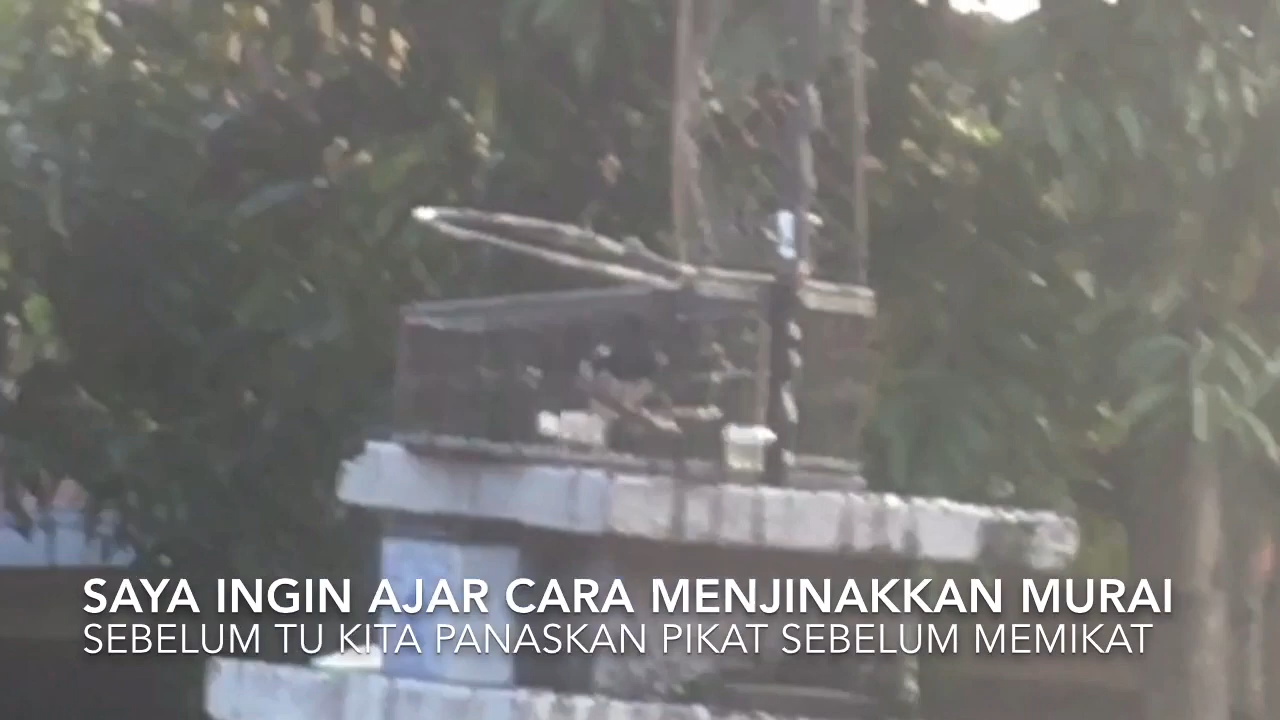 SAYA INGIN AJAR CARA MENJINAKKAN MURAI
SEBELUM TU KITA PANASKAN PIKAT SEBELUM MEMIKAT